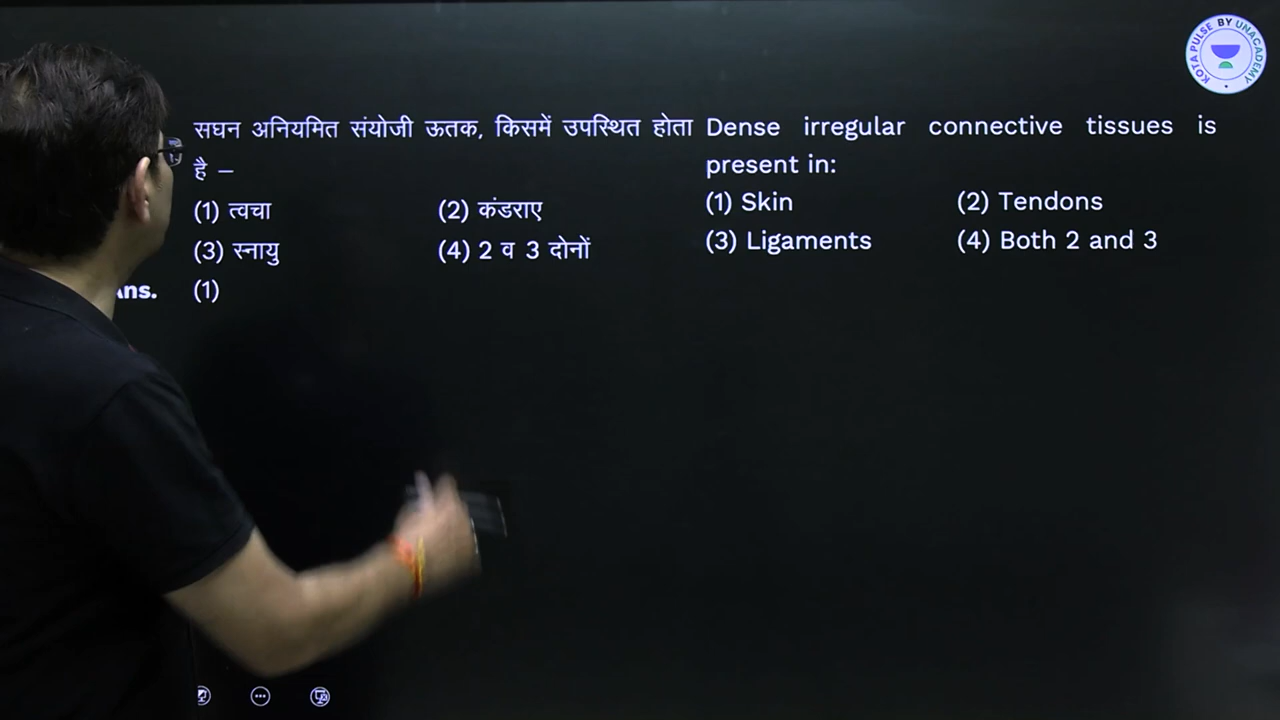 KOTA PULSE BY UNACADEMY
सघन अनियमित संयोजी ऊतक, किसमें उपस्थित होता
है –
(1) त्वचा (2) कंडराए
(3) स्नायु (4) 2 व 3 दोनों
Ans. (1)
Dense irregular connective tissues is
present in:
(1) Skin (2) Tendons
(3) Ligaments (4) Both 2 and 3